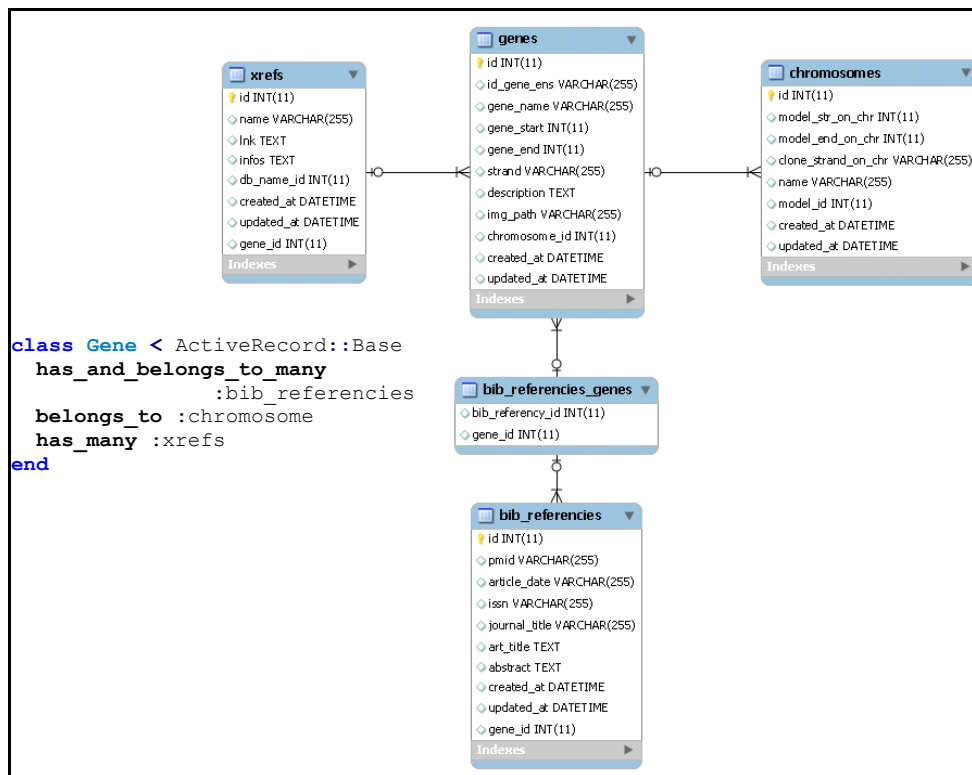 xrefs
id INT(11)
name VARCHAR(255)
lnk TEXT
infos TEXT
db_name_id INT(11)
created_at DATETIME
updated_at DATETIME
gene_id INT(11)
Indexes
genes
id INT(11)
id_gene_ens VARCHAR(255)
gene_name VARCHAR(255)
gene_start INT(11)
gene_end INT(11)
strand VARCHAR(255)
description TEXT
img_path VARCHAR(255)
chromosome_id INT(11)
created_at DATETIME
updated_at DATETIME
Indexes
chromosomes
id INT(11)
model_str_on_chr INT(11)
model_end_on_chr INT(11)
clone_strand_on_chr VARCHAR(255)
name VARCHAR(255)
model_id INT(11)
created_at DATETIME
updated_at DATETIME
Indexes
class Gene < ActiveRecord::Base
has_and_belongs_to_many
:bib_referencies
belongs_to :chromosome
has_many :xrefs
end
bib_referencies_genes
bib_referency_id INT(11)
gene_id INT(11)
bib_referencies
id INT(11)
pmid VARCHAR(255)
article_date VARCHAR(255)
issn VARCHAR(255)
journal_title VARCHAR(255)
art_title TEXT
abstract TEXT
created_at DATETIME
updated_at DATETIME
gene_id INT(11)
Indexes